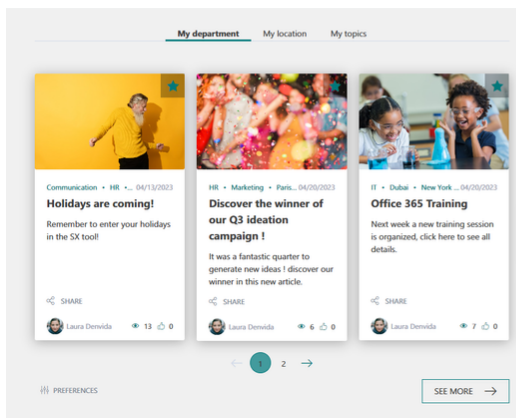 My department My location My topics
Communication • HR •... 04/13/2023
Holidays are coming!
Remember to enter your holidays
in the SX tool!
SHARE
Laura Denvida 13 0
HR • Marketing • Paris... 04/20/2023
Discover the winner of
our Q3 ideation
campaign !
It was a fantastic quarter to
generate new ideas ! discover our
winner in this new article.
SHARE
Laura Denvida 6 0
IT • Dubai • New York ... 04/20/2023
Office 365 Training
Next week a new training session
is organized, click here to see all
details.
SHARE
Laura Denvida 7 0
← 1 2 →
PREFERENCES
SEE MORE →